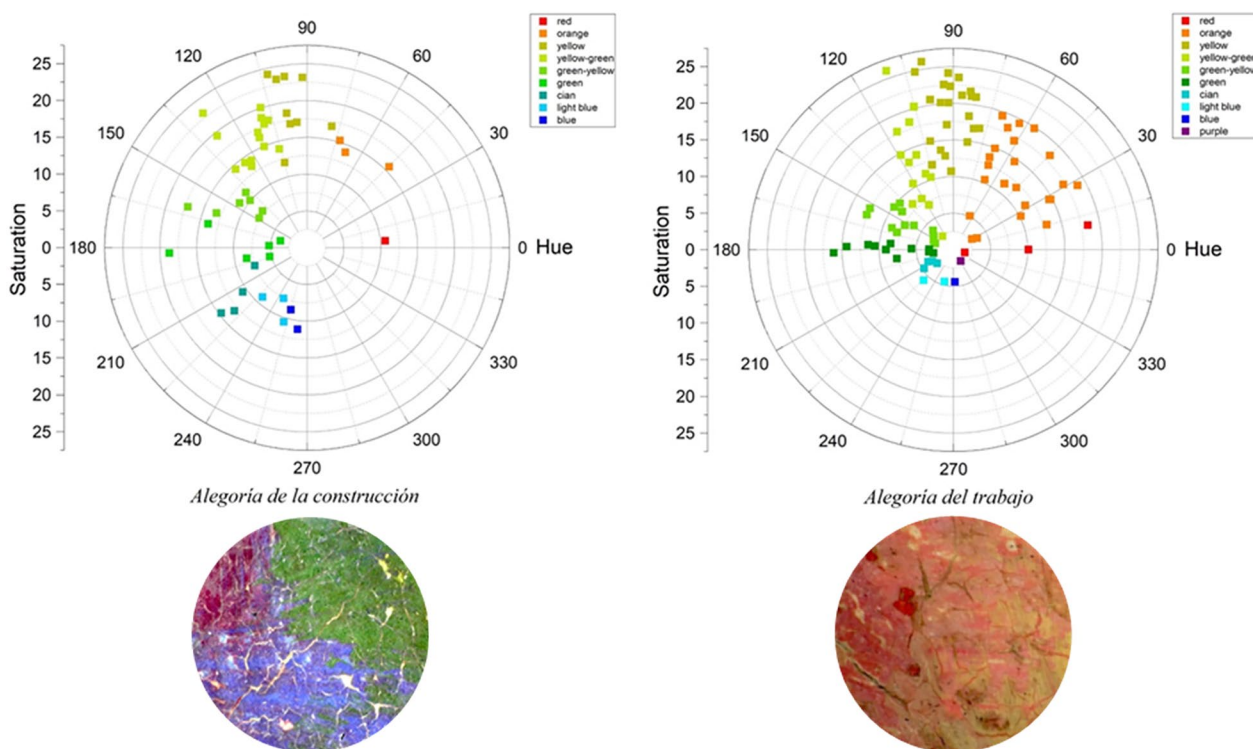 red
orange
yellow
yellow-green
green-yellow
green
cian
light blue
blue
90
120
60
150
30
180
0
Hue
210
330
240
300
270
Saturation
25
20
15
10
5
0
5
10
15
20
25
Alegoría de la construcción
red
orange
yellow
yellow-green
green-yellow
green
cian
light blue
blue
purple
90
120
60
150
30
180
0
Hue
210
330
240
300
270
Saturation
25
20
15
10
5
0
5
10
15
20
25
Alegoría del trabajo